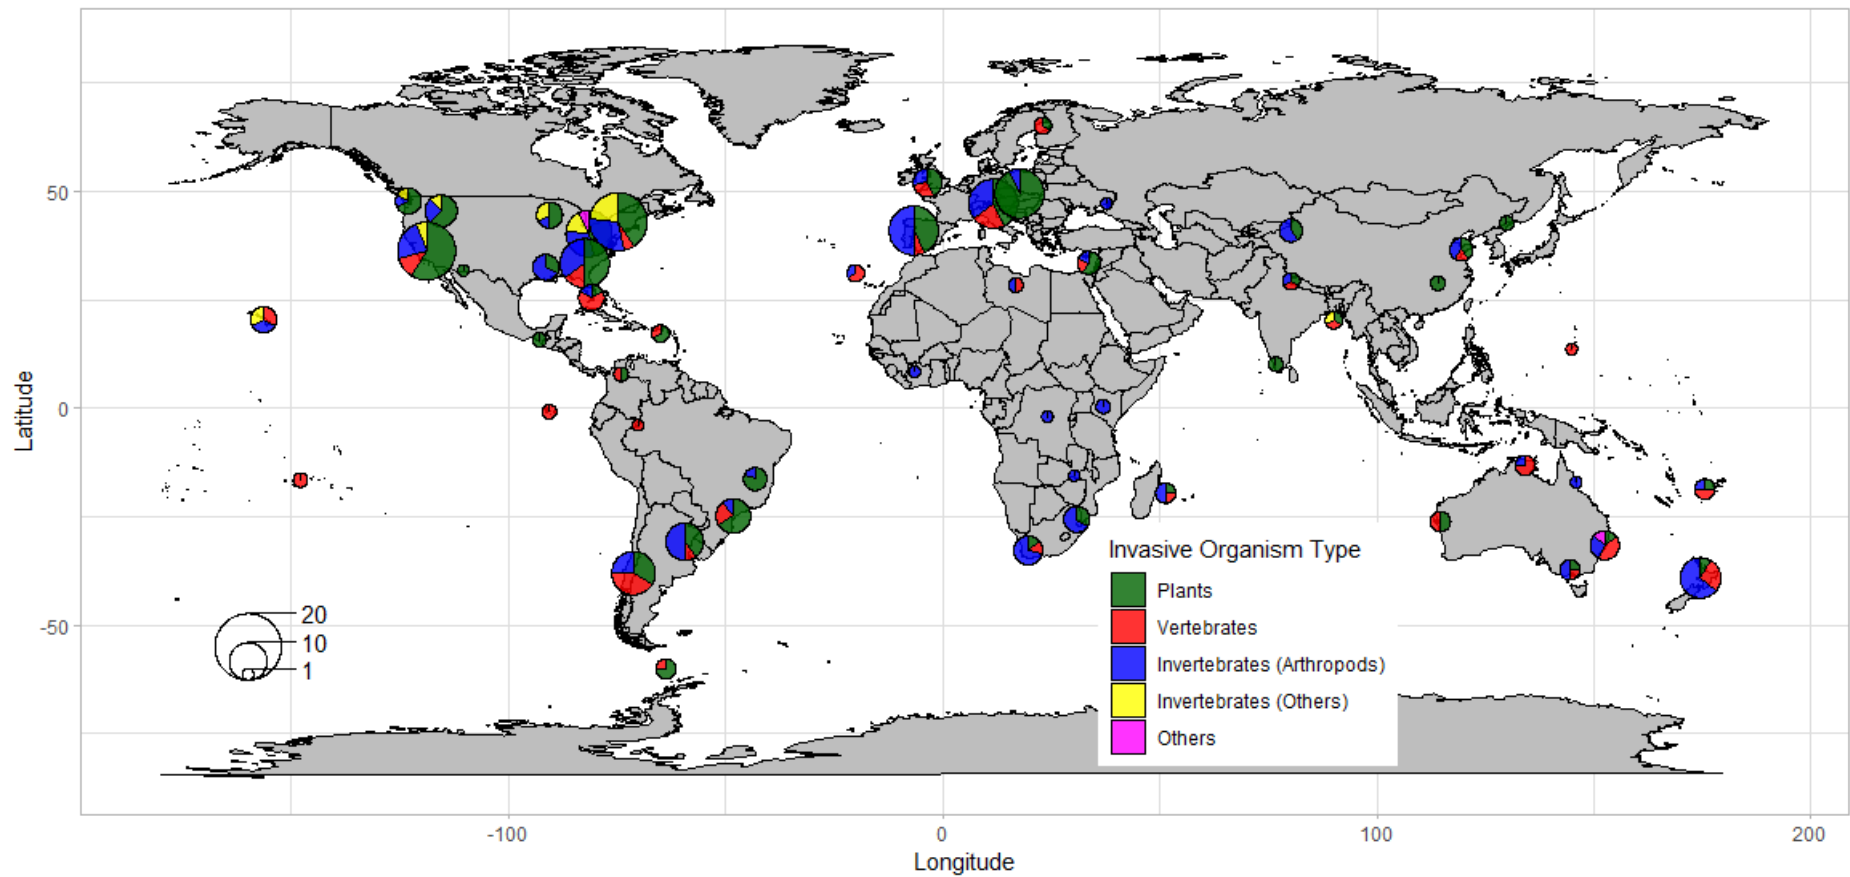 50
0
-50
Latitude
20
10
1
Invasive Organism Type
Plants
Vertebrates
Invertebrates (Arthropods)
Invertebrates (Others)
Others
-100
0
100
200
Longitude